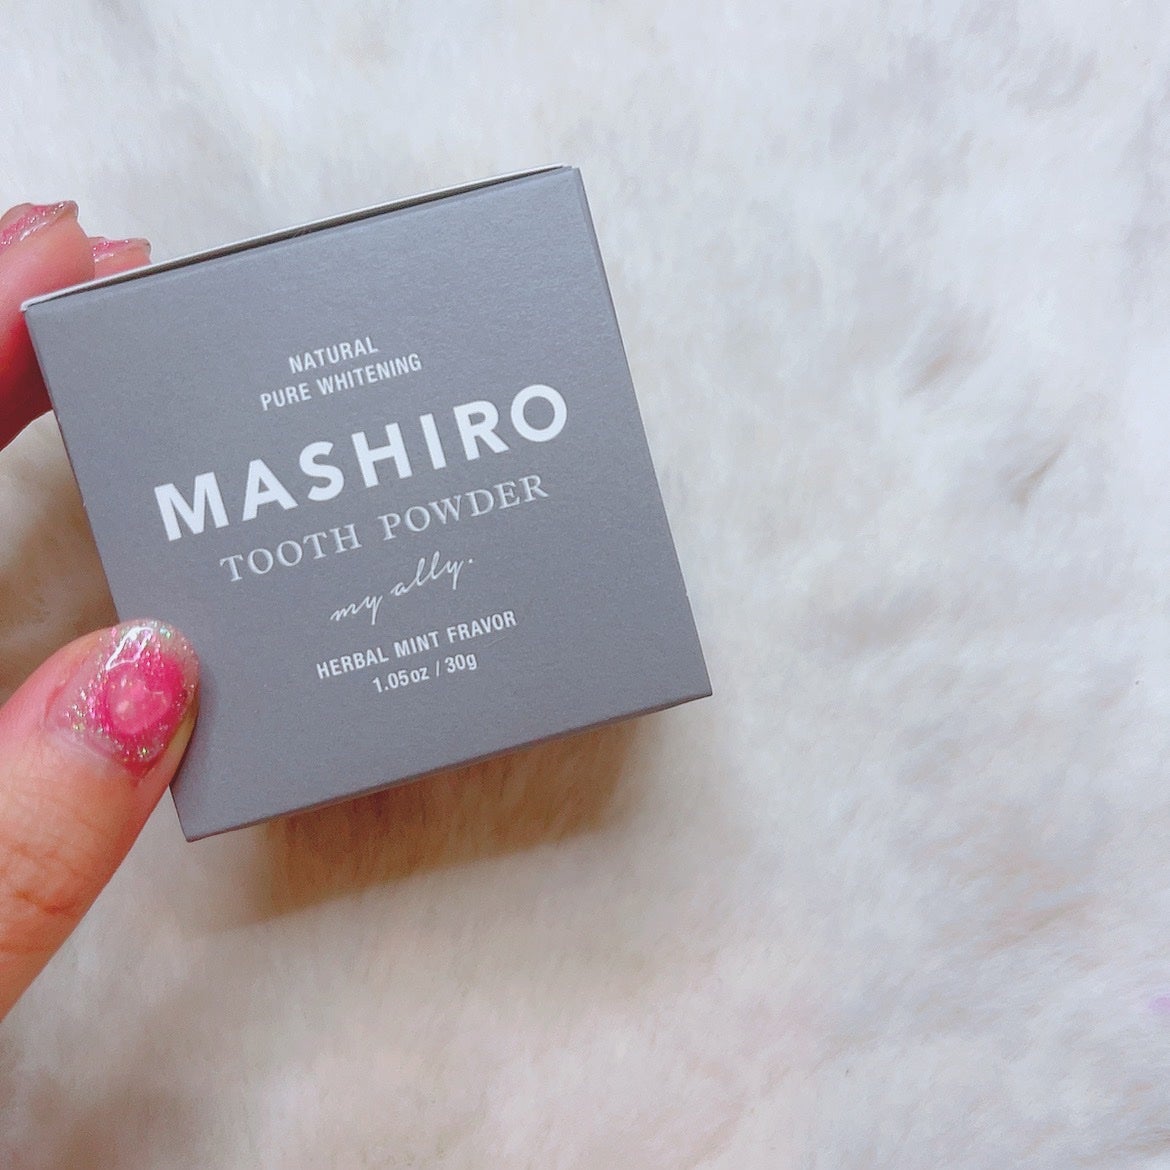 NATURAL
PURE WHITENING
MASHIRO
TOOTH POWDER
my ally.
HERBAL MINT FRAVOR
1.05oz / 30g